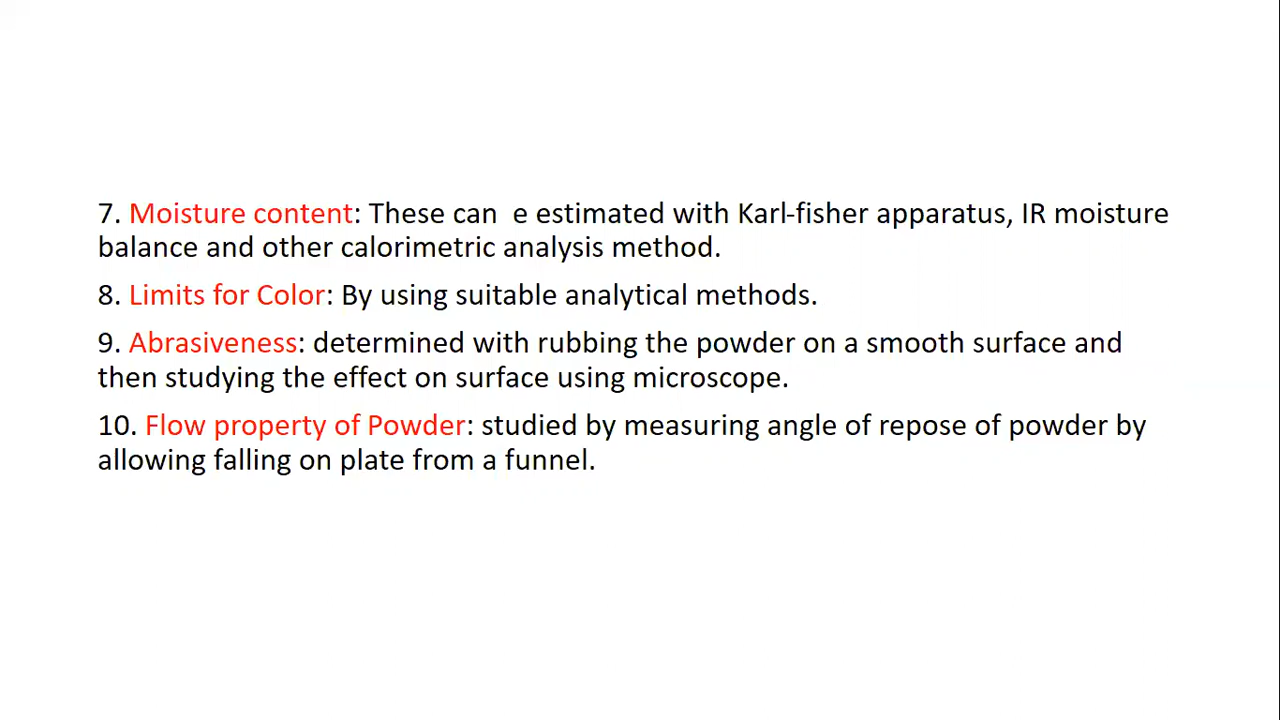 7. Moisture content: These can  e estimated with Karl-fisher apparatus, IR moisture
balance and other calorimetric analysis method.
8. Limits for Color: By using suitable analytical methods.
9. Abrasiveness: determined with rubbing the powder on a smooth surface and
then studying the effect on surface using microscope.
10. Flow property of Powder: studied by measuring angle of repose of powder by
allowing falling on plate from a funnel.